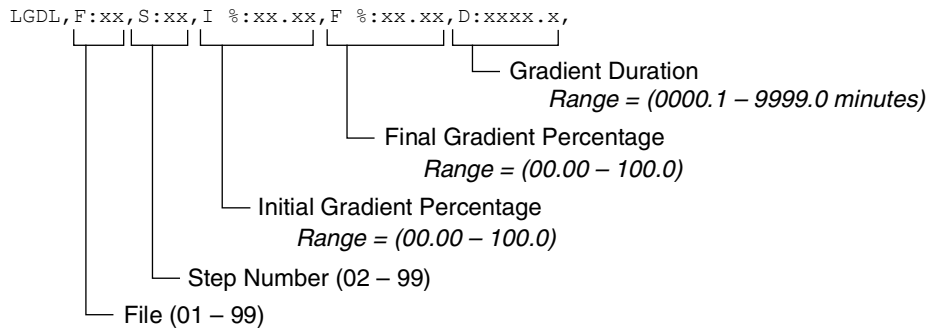 LGDL,F:xx,S:xx,I %:xx.xx,F %:xx.xx,D:xxxx.x,
Gradient Duration
Range = (0000.1 – 9999.0 minutes)
Final Gradient Percentage
Range = (00.00 – 100.0)
Initial Gradient Percentage
Range = (00.00 – 100.0)
Step Number (02 – 99)
File (01 – 99)